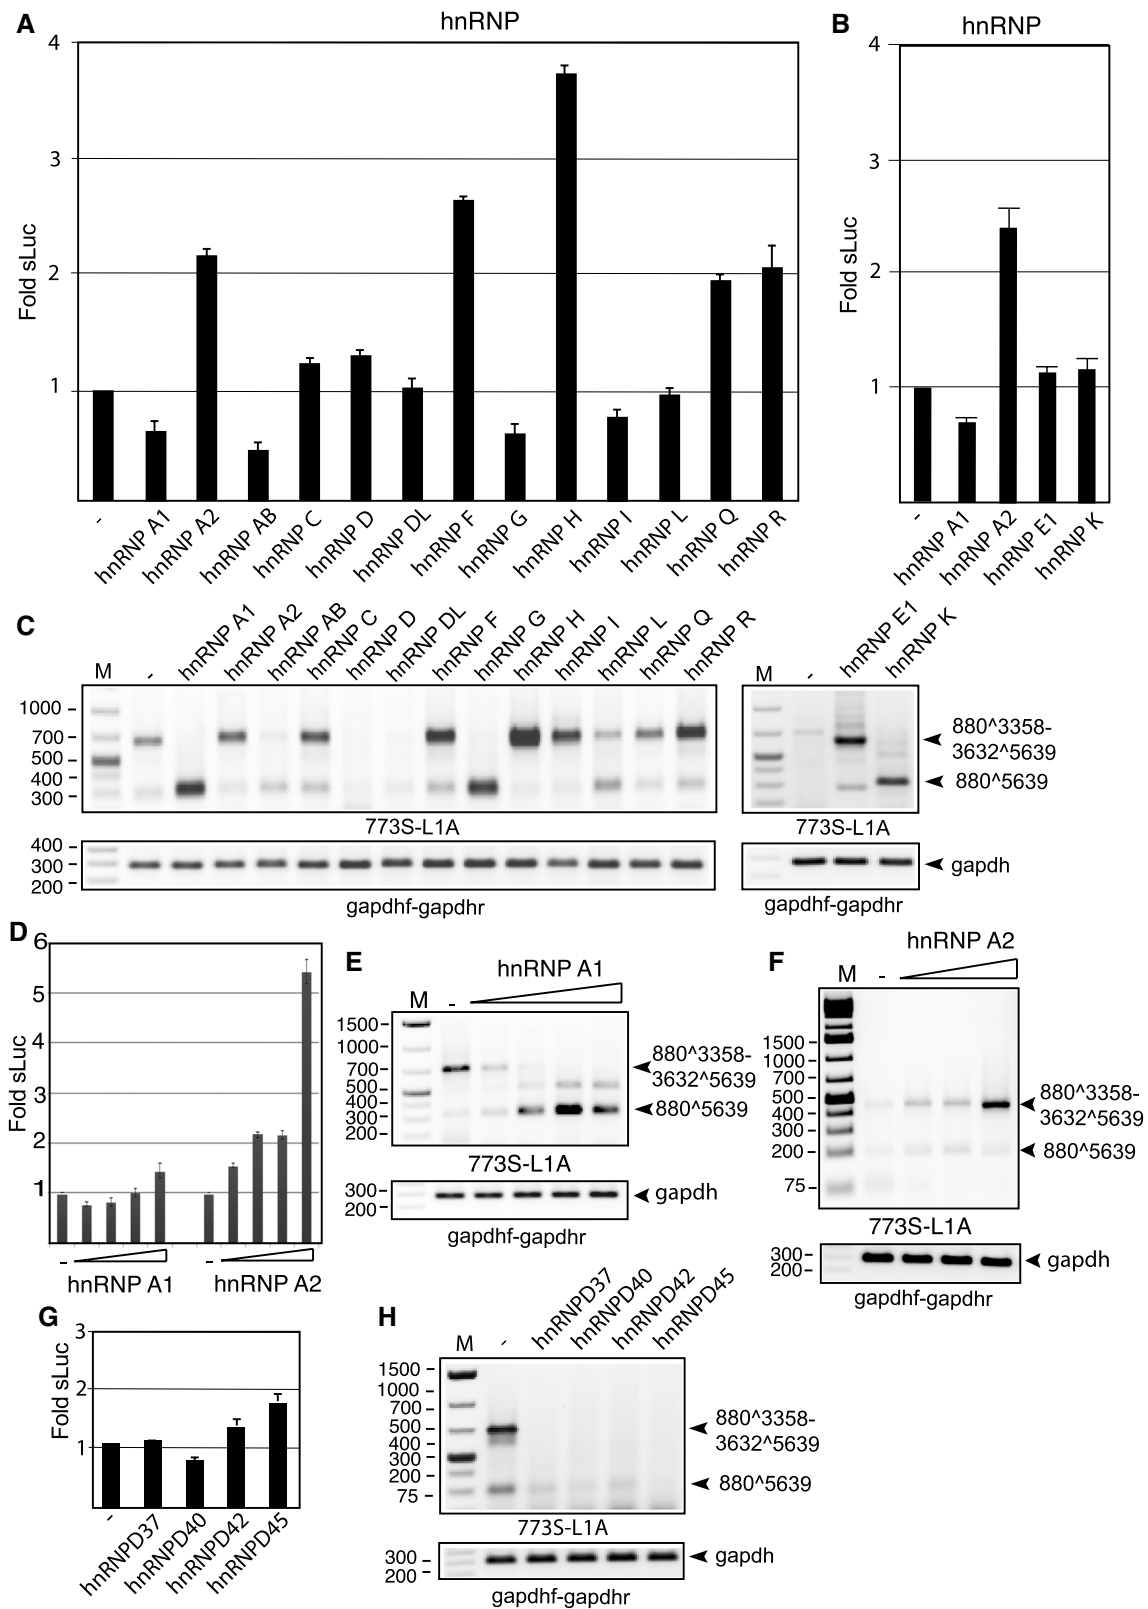 A
hnRNP
4
3
2
1
Fold sLuc
-
hnRNP A1
hnRNP A2
hnRNP AB
hnRNP C
hnRNP D
hnRNP DL
hnRNP F
hnRNP G
hnRNP H
hnRNP I
hnRNP L
hnRNP Q
hnRNP R
B
hnRNP
4
3
2
1
Fold sLuc
-
hnRNP A1
hnRNP A2
hnRNP E1
hnRNP K
C
M
-
hnRNP A1
hnRNP A2
hnRNP AB
hnRNP C
hnRNP D
hnRNP DL
hnRNP F
hnRNP G
hnRNP H
hnRNP I
hnRNP L
hnRNP Q
hnRNP R
1000
700
500
400
300
773S-L1A
400
300
200
gapdhf-gapdhr
M
-
hnRNP E1
hnRNP K
880^3358-
3632^5639
880^5639
773S-L1A
gapdh
gapdhf-gapdhr
D
6
5
4
3
2
1
Fold sLuc
-
hnRNP A1
-
hnRNP A2
E
hnRNP A1
M
-
1500
1000
700
500
400
300
200
880^3358-
3632^5639
880^5639
773S-L1A
300
200
gapdh
gapdhf-gapdhr
F
hnRNP A2
M
-
1500
1000
700
500
400
300
200
75
880^3358-
3632^5639
880^5639
773S-L1A
300
200
gapdh
gapdhf-gapdhr
G
3
2
1
Fold sLuc
-
hnRNPD37
hnRNPD40
hnRNPD42
hnRNPD45
H
M
-
hnRNPD37
hnRNPD40
hnRNPD42
hnRNPD45
1500
1000
700
500
400
300
200
75
880^3358-
3632^5639
880^5639
773S-L1A
300
200
gapdh
gapdhf-gapdhr